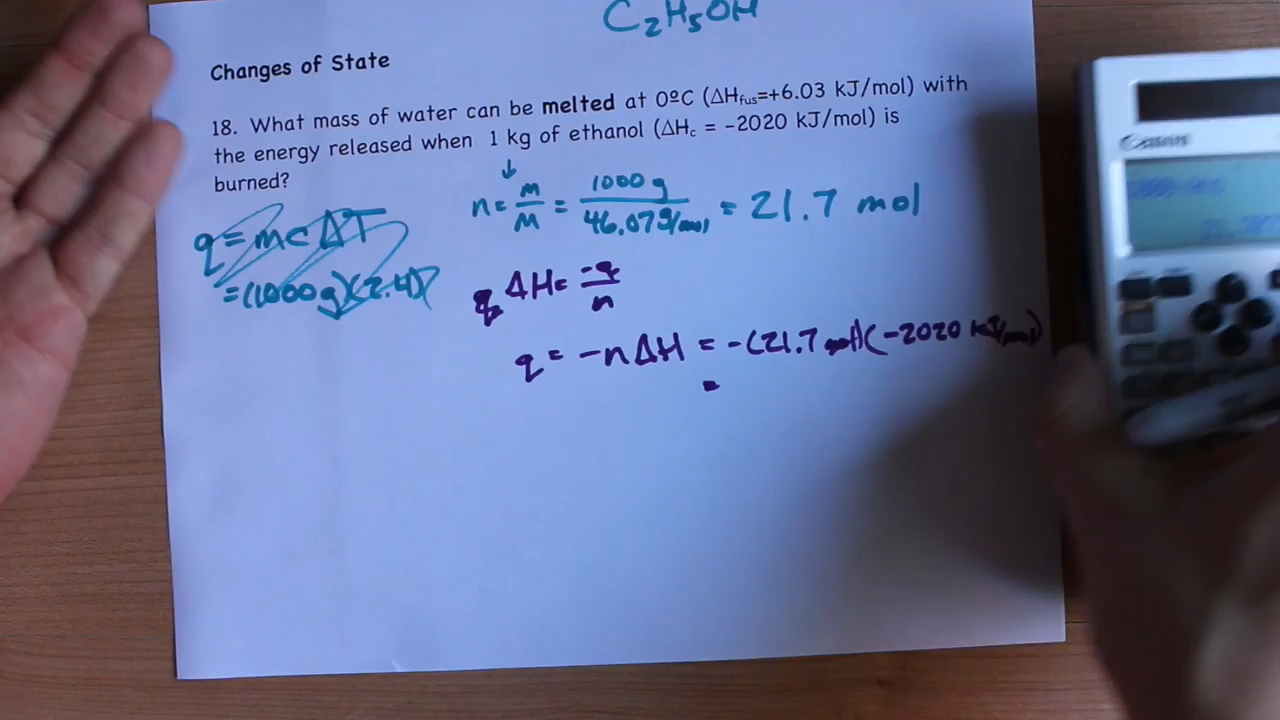 C₂H₅OH
Changes of State
18. What mass of water can be melted at 0ºC (ΔHfus=+6.03 kJ/mol) with
the energy released when 1 kg of ethanol (ΔHc = -2020 kJ/mol) is
burned?
n = m/M = 1000 g / 46.07 g/mol = 21.7 mol
q = mcΔT
= (1000 g)(2.4)
q ΔH = -q/n
q = -nΔH = -(21.7 mol)(-2020 kJ/mol)
=
Canon